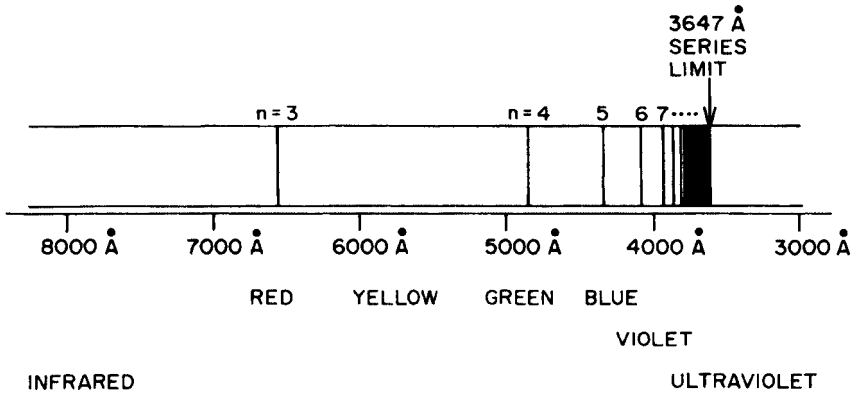 3647 Å
SERIES
LIMIT
n=3 n=4 5 6 7····
8000 Å 7000 Å 6000 Å 5000 Å 4000 Å 3000 Å
RED YELLOW GREEN BLUE
VIOLET
INFRARED ULTRAVIOLET